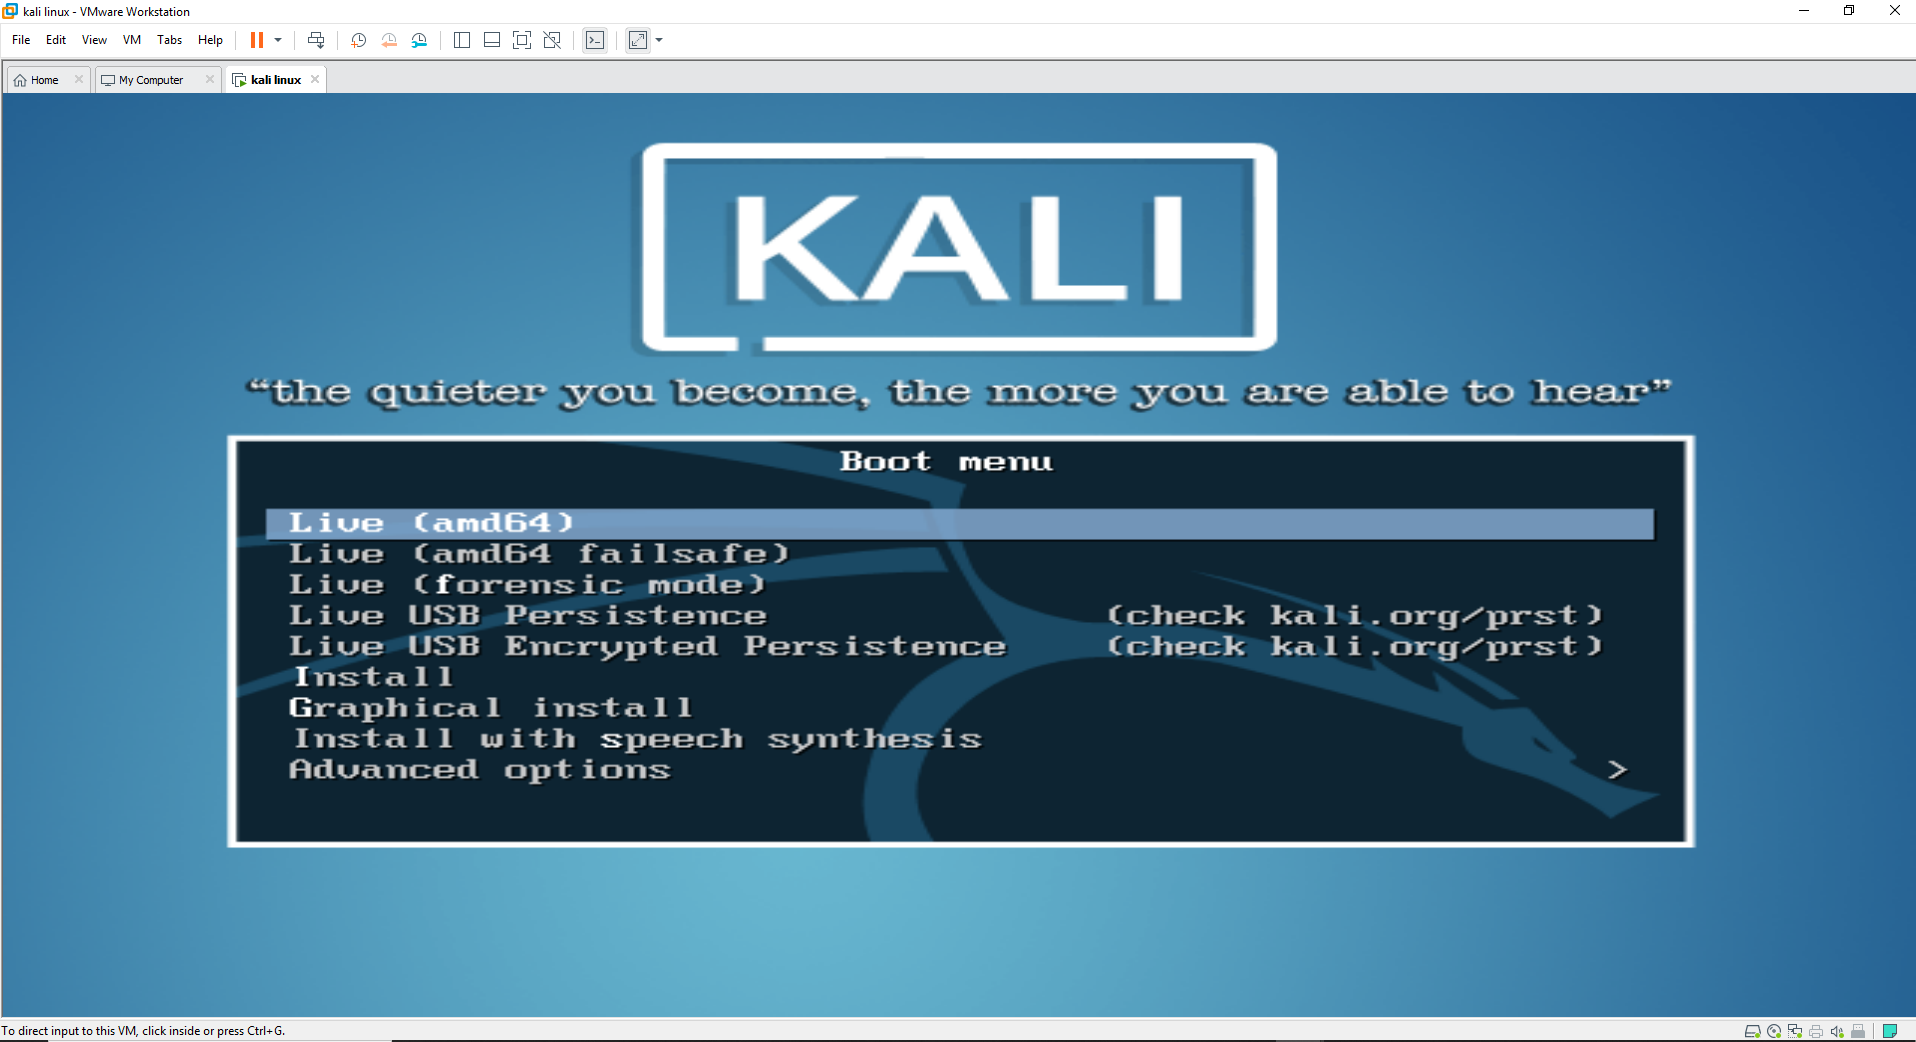 kali linux - VMware Workstation
File Edit View VM Tabs Help
Home My Computer kali linux
KALI
“the quieter you become, the more you are able to hear”
Boot menu
Live (amd64)
Live (amd64 failsafe)
Live (forensic mode)
Live USB Persistence (check kali.org/prst)
Live USB Encrypted Persistence (check kali.org/prst)
Install
Graphical install
Install with speech synthesis
Advanced options >
To direct input to this VM, click inside or press Ctrl+G.